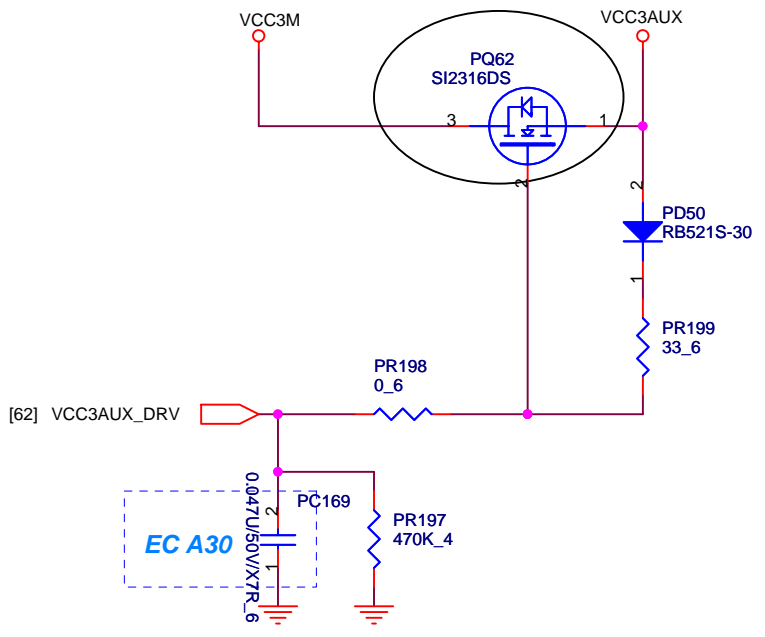 VCC3M
VCC3AUX
PQ62
SI2316DS
3
1
2
2
PD50
RB521S-30
1
PR199
33_6
PR198
0_6
[62] VCC3AUX_DRV
0.047U/50V/X7R_6
PC169
2
EC A30
1
PR197
470K_4